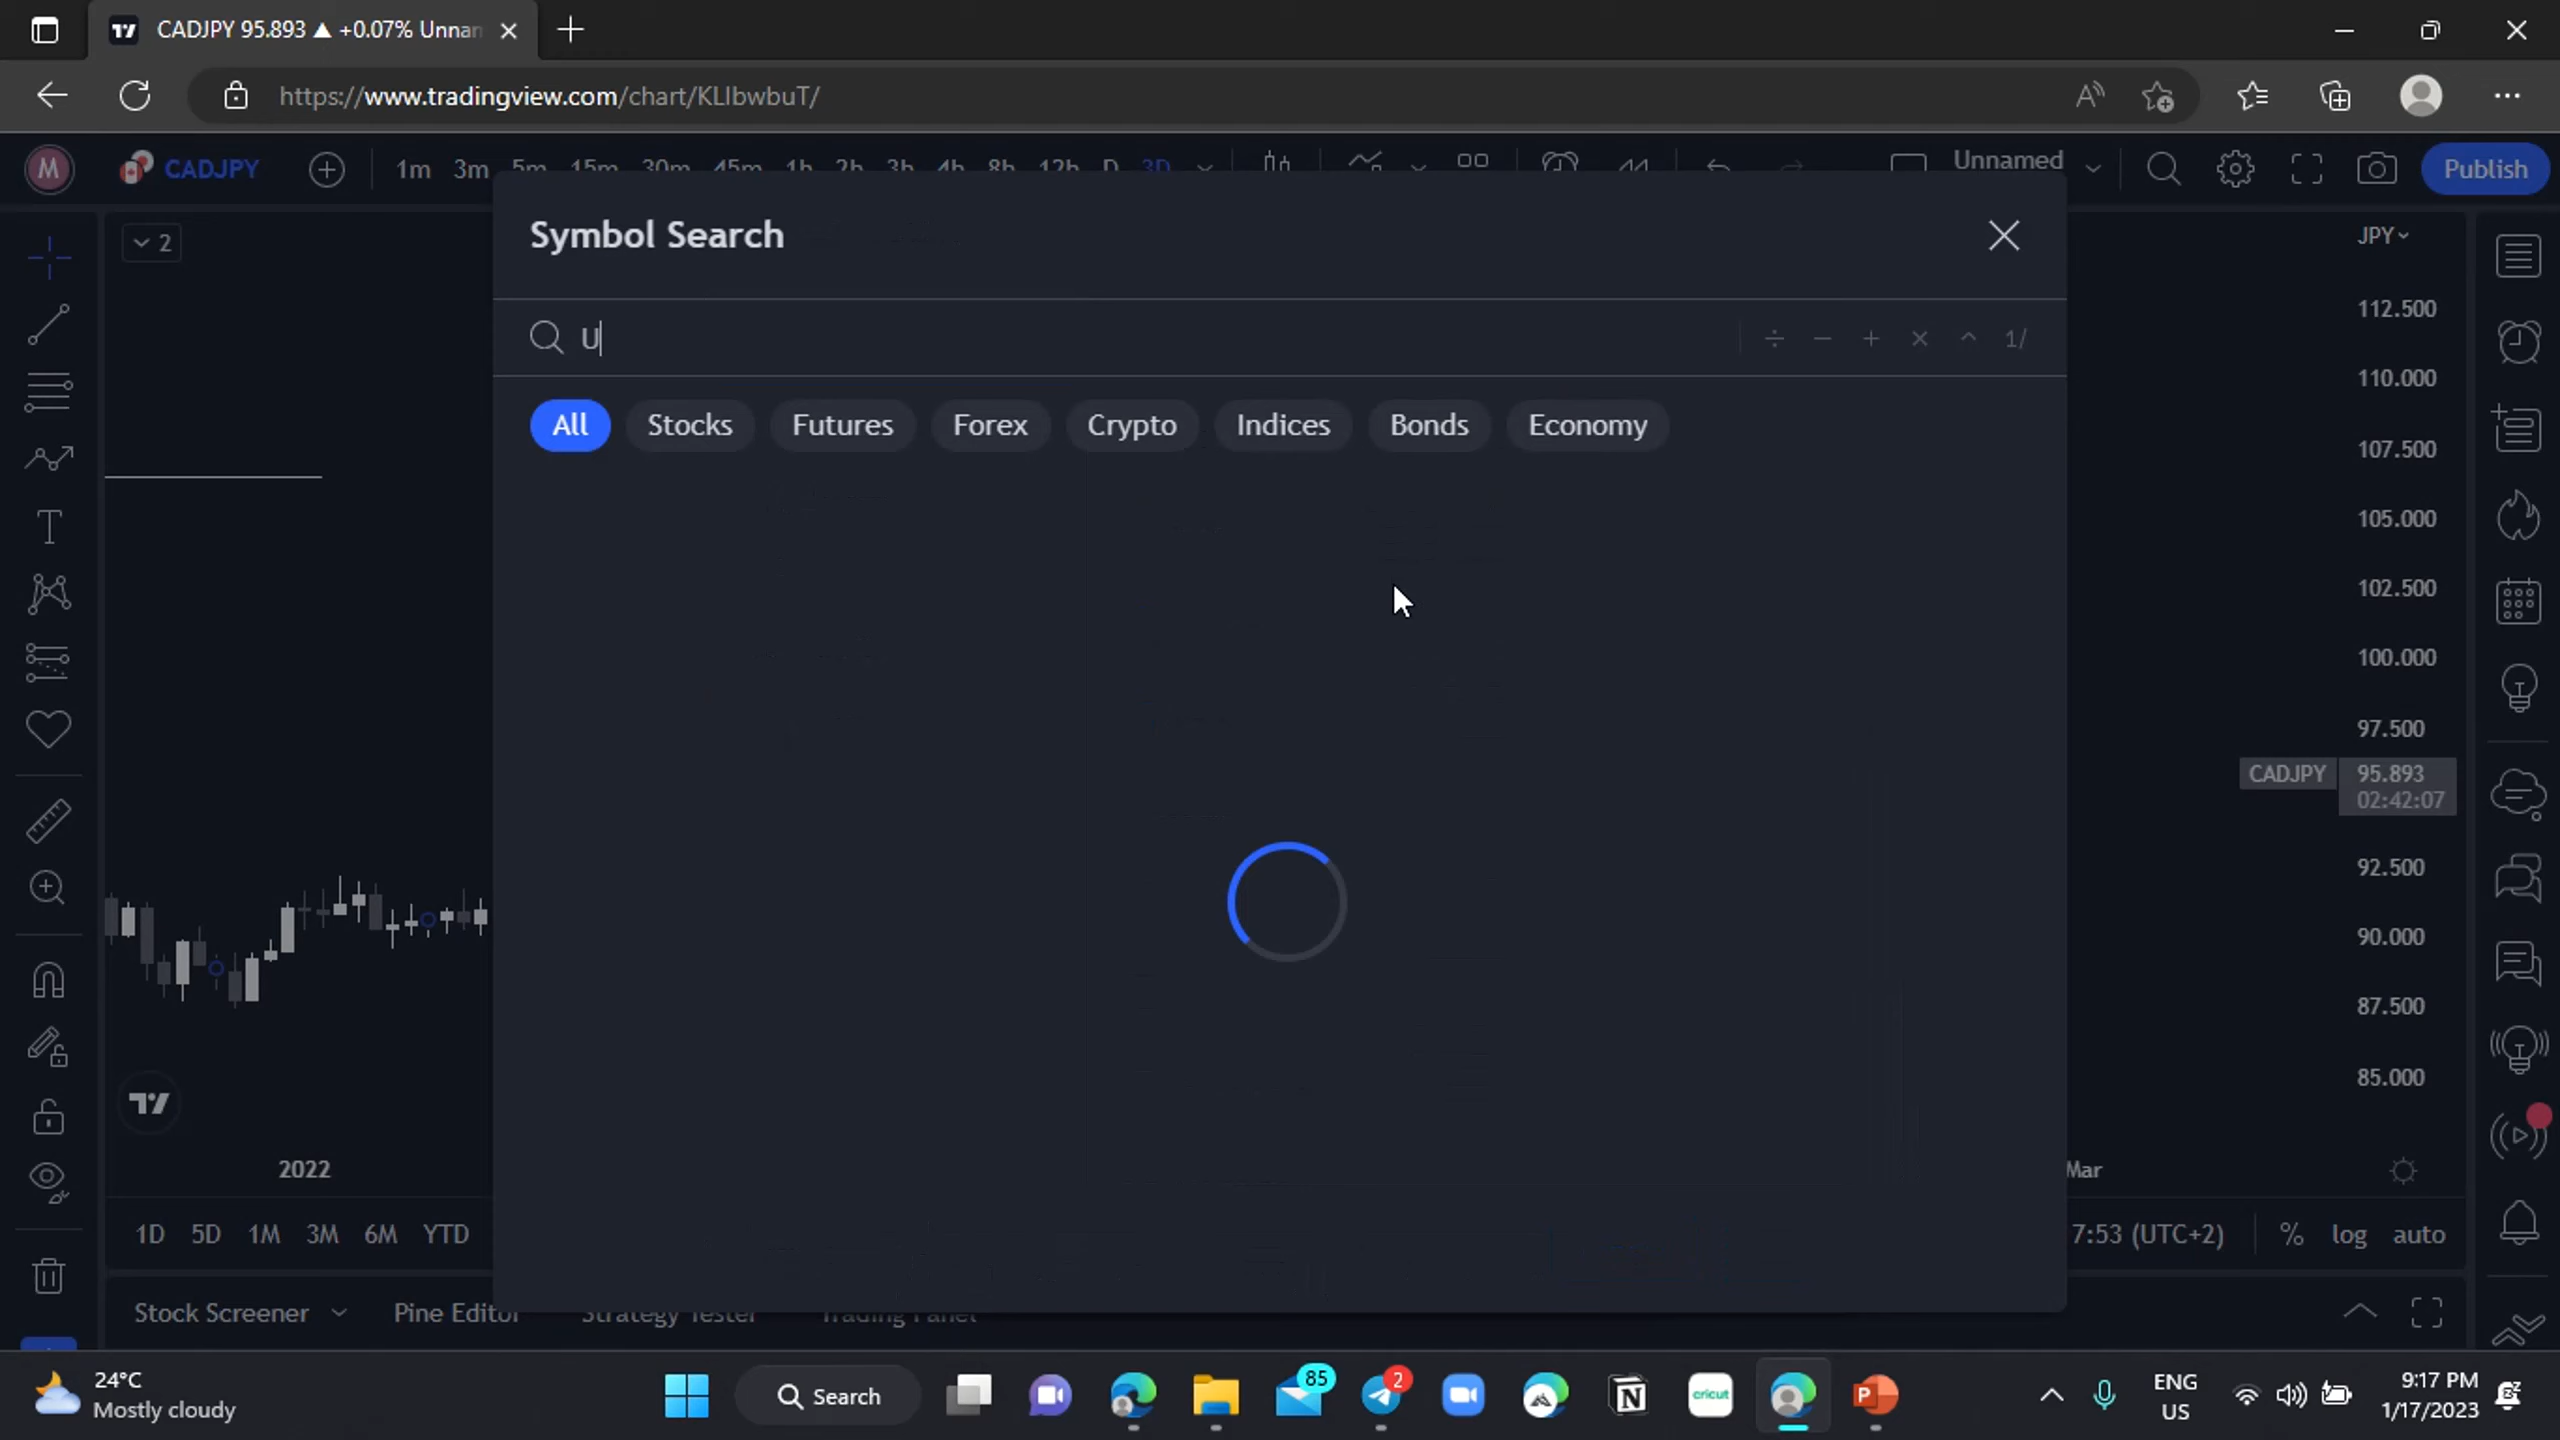 CADJPY 95.893 ▲ +0.07% Unnan
https://www.tradingview.com/chart/KLIbwbuT/
M CADJPY 1m 3m 5m 15m 30m 45m 1h 2h 3h 4h 8h 12h D 3D Unnamed Publish
2
Symbol Search
JPY
U
÷ − + × ^ 1/
All Stocks Futures Forex Crypto Indices Bonds Economy
112.500
110.000
107.500
105.000
102.500
100.000
97.500
CADJPY 95.893
02:42:07
92.500
90.000
87.500
85.000
2022 Mar
1D 5D 1M 3M 6M YTD 7:53 (UTC+2) % log auto
Stock Screener Pine Editor Strategy Tester Trading Panel
24°C
Mostly cloudy
Search
85
2
cricut
ENG
US
9:17 PM
1/17/2023